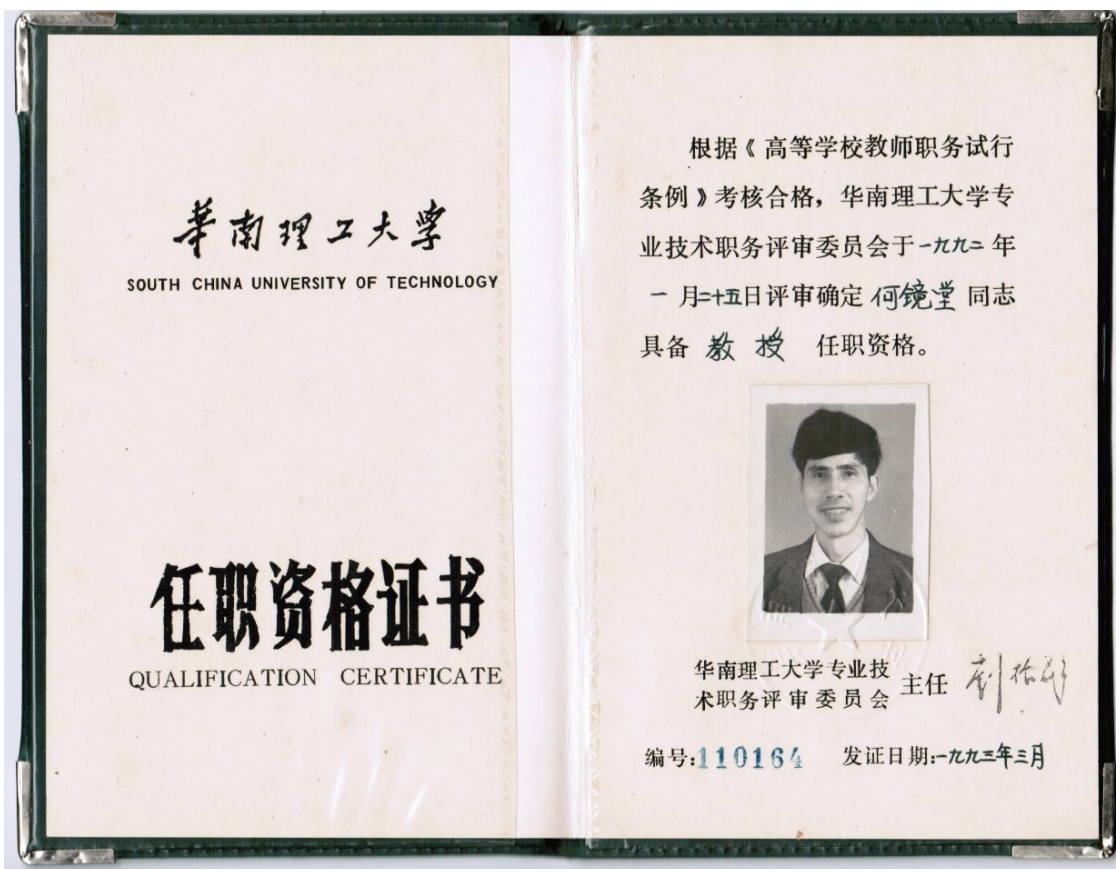 華南理工大学
SOUTH CHINA UNIVERSITY OF TECHNOLOGY
任职资格证书
QUALIFICATION CERTIFICATE
根据《高等学校教师职务试行
条例》考核合格，华南理工大学专
业技术职务评审委员会于一九九二年
一月二十五日评审确定何镜堂同志
具备 教授 任职资格。
华南理工大学专业技
术职务评审委员会 主任
编号:110164 发证日期:一九九三年三月